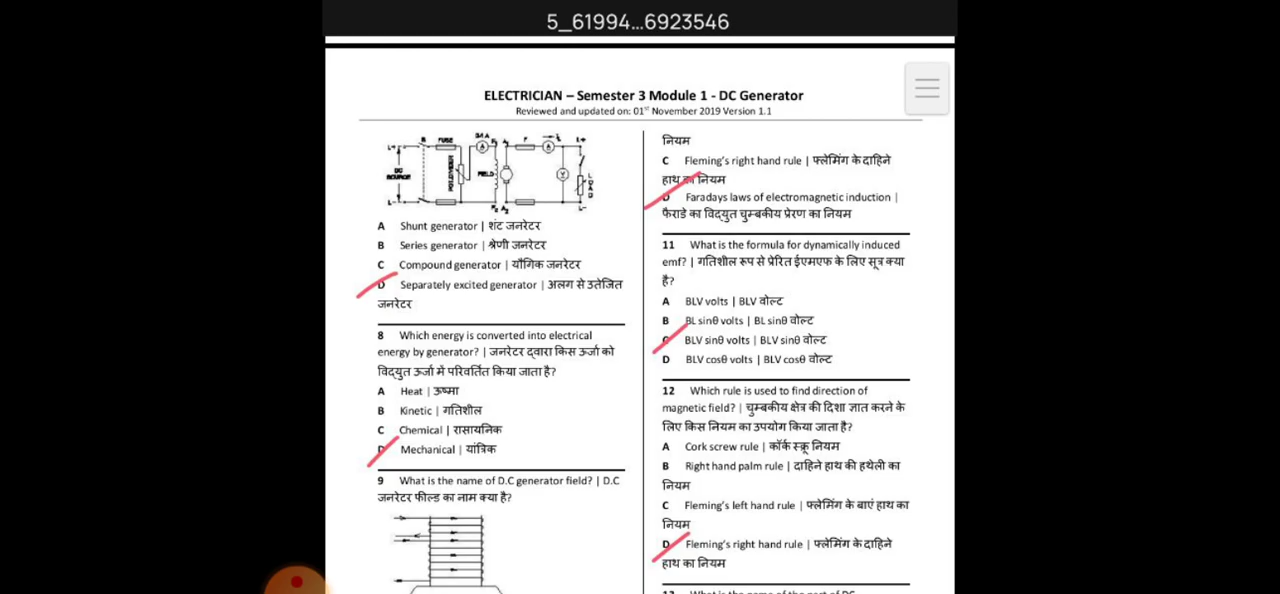 5_61994...6923546
ELECTRICIAN – Semester 3 Module 1 - DC Generator
Reviewed and updated on: 01st November 2019 Version 1.1
FUSE
DC
SOURCE
FIELD
A Shunt generator | शंट जनरेटर
B Series generator | श्रेणी जनरेटर
C Compound generator | यौगिक जनरेटर
D Separately excited generator | अलग से उतेजित
जनरेटर
8 Which energy is converted into electrical
energy by generator? | जनरेटर द्वारा किस ऊर्जा को
विद्युत ऊर्जा में परिवर्तित किया जाता है?
A Heat | ऊष्मा
B Kinetic | गतिशील
C Chemical | रासायनिक
D Mechanical | यांत्रिक
9 What is the name of D.C generator field? | D.C
जनरेटर फील्ड का नाम क्या है?
नियम
C Fleming's right hand rule | फ्लेमिंग के दाहिने
हाथ का नियम
D Faradays laws of electromagnetic induction |
फैराडे का विद्युत चुम्बकीय प्रेरण का नियम
11 What is the formula for dynamically induced
emf? | गतिशील रूप से प्रेरित ईएमएफ के लिए सूत्र क्या
है?
A BLV volts | BLV वोल्ट
B BL sinθ volts | BL sinθ वोल्ट
C BLV sinθ volts | BLV sinθ वोल्ट
D BLV cosθ volts | BLV cosθ वोल्ट
12 Which rule is used to find direction of
magnetic field? | चुम्बकीय क्षेत्र की दिशा ज्ञात करने के
लिए किस नियम का उपयोग किया जाता है?
A Cork screw rule | कॉर्क स्क्रू नियम
B Right hand palm rule | दाहिने हाथ की हथेली का
नियम
C Fleming's left hand rule | फ्लेमिंग के बाएं हाथ का
नियम
D Fleming's right hand rule | फ्लेमिंग के दाहिने
हाथ का नियम